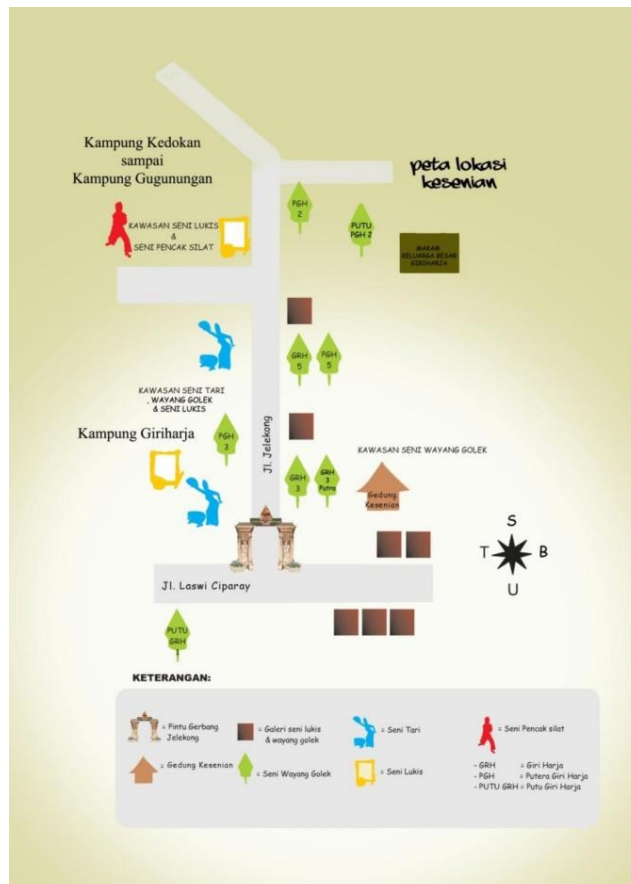 Kampung Kedokan
sampai
Kampung Gugunungan
peta lokasi
kesenian
KAWASAN SENI LUKIS
&
SENI PENCAK SILAT
PGH
2
PUTU
PGH 2
MAKAM
KELUARGA BESAR
GIRIHARJA
GRH
5
PGH
5
KAWASAN SENI TARI
, WAYANG GOLEK
& SENI LUKIS
Kampung Giriharja
PGH
3
Jl. Jelekong
KAWASAN SENI WAYANG GOLEK
GRH
3
GRH
3
Putra
Gedung
Kesenian
S
T B
U
Jl. Laswi Ciparay
PUTU
GRH
KETERANGAN:
= Pintu Gerbang
Jelekong
= Galeri seni lukis
& wayang golek
= Seni Tari
= Seni Pencak silat
= Gedung Kesenian
= Seni Wayang Golek
= Seni Lukis
- GRH = Giri Harja
- PGH = Putera Giri Harja
- PUTU GRH = Putu Giri Harja